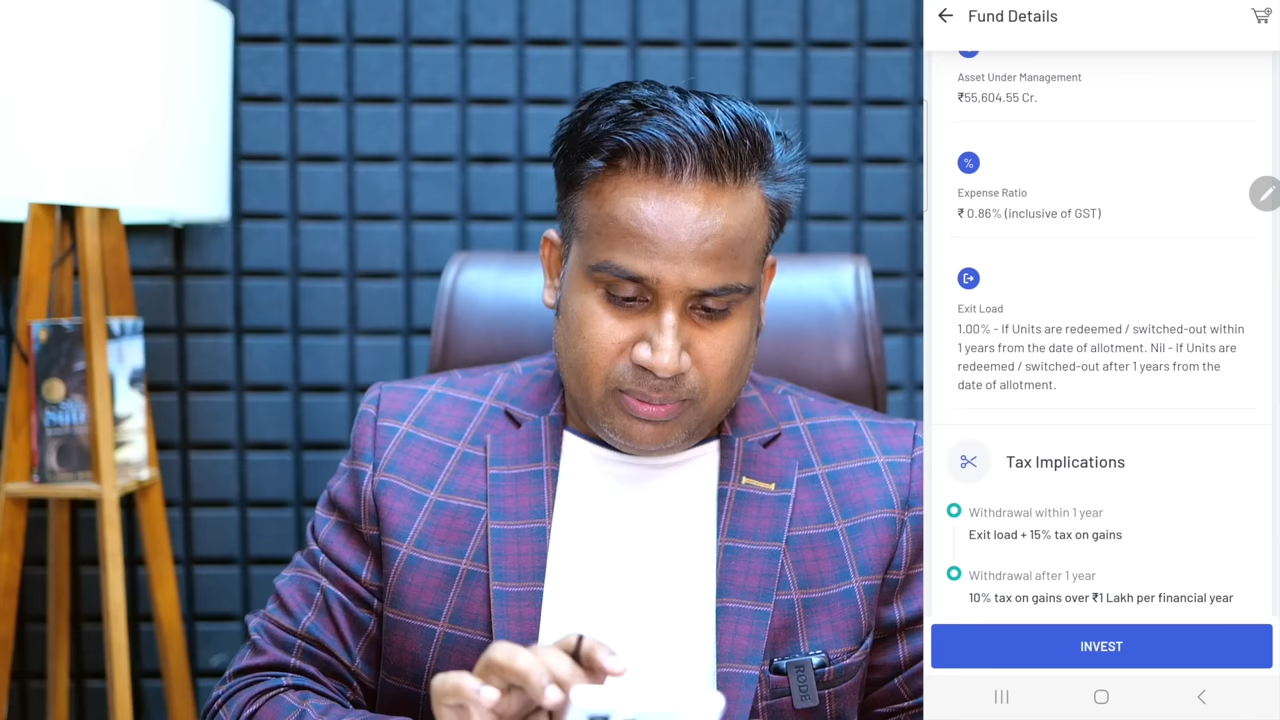 Fund Details
Asset Under Management
₹55,604.55 Cr.
%
Expense Ratio
₹ 0.86% (inclusive of GST)
Exit Load
1.00% - If Units are redeemed / switched-out within
1 years from the date of allotment. Nil - If Units are
redeemed / switched-out after 1 years from the
date of allotment.
Tax Implications
Withdrawal within 1 year
Exit load + 15% tax on gains
Withdrawal after 1 year
10% tax on gains over ₹1 Lakh per financial year
INVEST
RØDE